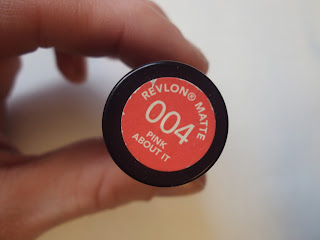 REVLON® MATTE
004
PINK
ABOUT IT